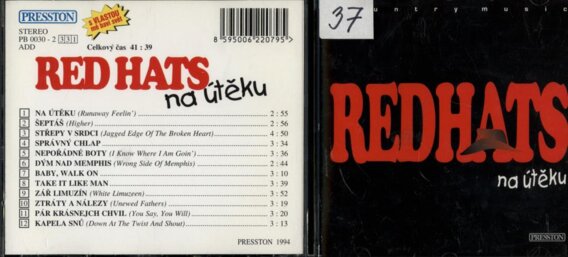 PRESSTON
STEREO
PB 0030 - 2 3 3 1
ADD
S VLASTOU
mě baví svět
Celkový čas 41 : 39
8 595006 220795 >
RED HATS
na útěku
1 NA ÚTĚKU (Runaway Feelin') 2 : 55
2 ŠEPTÁŠ (Higher) 2 : 56
3 STŘEPY V SRDCI (Jagged Edge Of The Broken Heart) 4 : 50
4 SPRÁVNÝ CHLAP 3 : 34
5 NEPOŘÁDNÉ BOTY (I Know Where I Am Goin') 3 : 36
6 DÝM NAD MEMPHIS (Wrong Side Of Memphis) 2 : 44
7 BABY, WALK ON 3 : 10
8 TAKE IT LIKE MAN 3 : 39
9 ZÁŘ LIMUZÍN (White Limuzeen) 3 : 52
10 ZTRÁTY A NÁLEZY (Unewed Fathers) 3 : 19
11 PÁR KRÁSNEJCH CHVIL (You Say, You Will) 3 : 20
12 KAPELA SNŮ (Down At The Twist And Shout) 3 : 13
PRESSTON 1994
37
country music
REDHATS
na útěku
PRESSTON